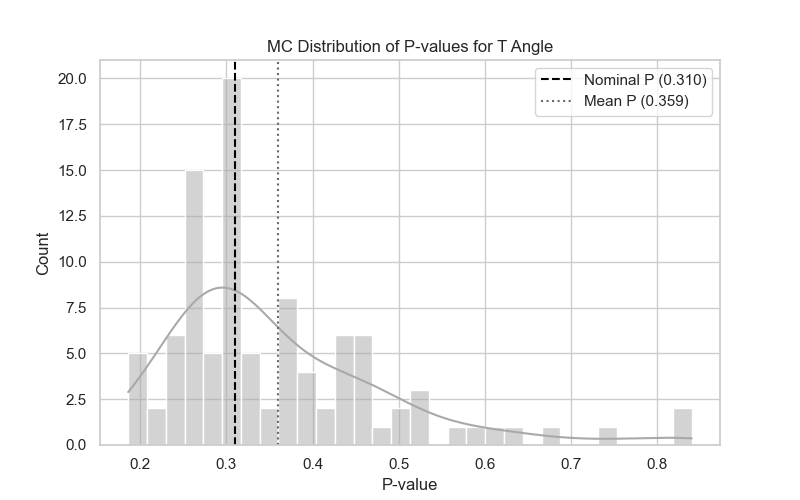 MC Distribution of P-values for T Angle
Nominal P (0.310)
Mean P (0.359)
20.0
17.5
15.0
12.5
10.0
7.5
5.0
2.5
0.0
Count
0.2 0.3 0.4 0.5 0.6 0.7 0.8
P-value